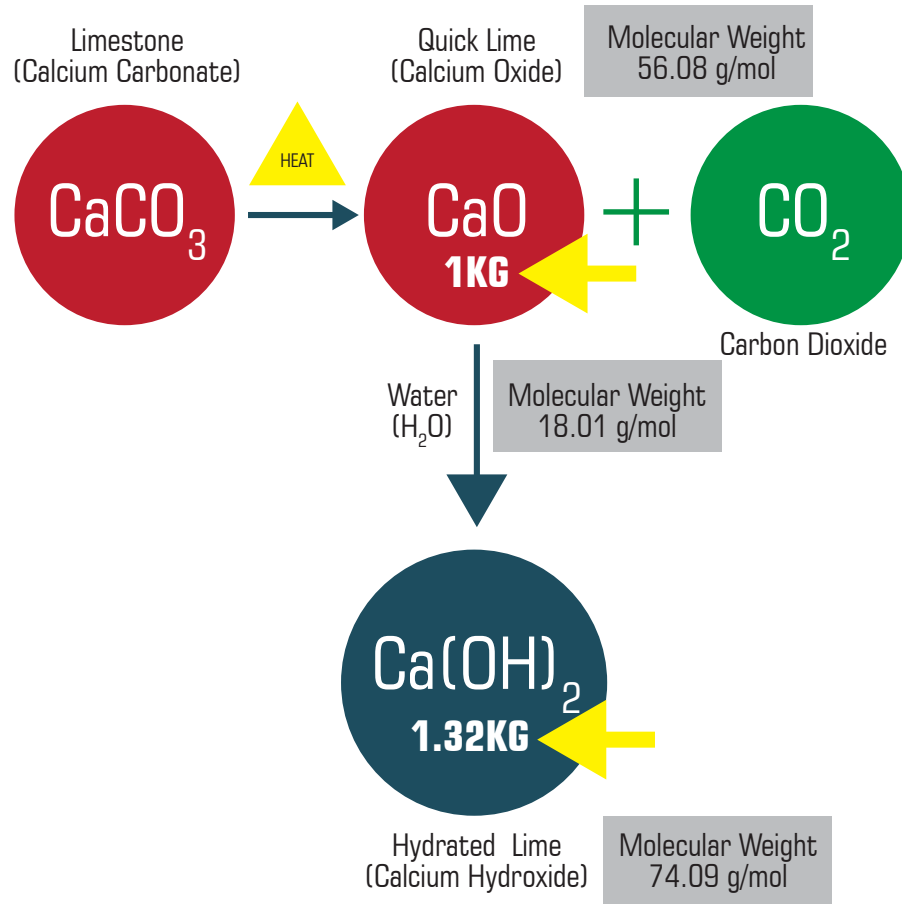 Limestone
(Calcium Carbonate)
Quick Lime
(Calcium Oxide)
Molecular Weight
56.08 g/mol
HEAT
CaCO₃
CaO
1KG
+
CO₂
Carbon Dioxide
Water
(H₂O)
Molecular Weight
18.01 g/mol
Ca(OH)₂
1.32KG
Hydrated Lime
(Calcium Hydroxide)
Molecular Weight
74.09 g/mol